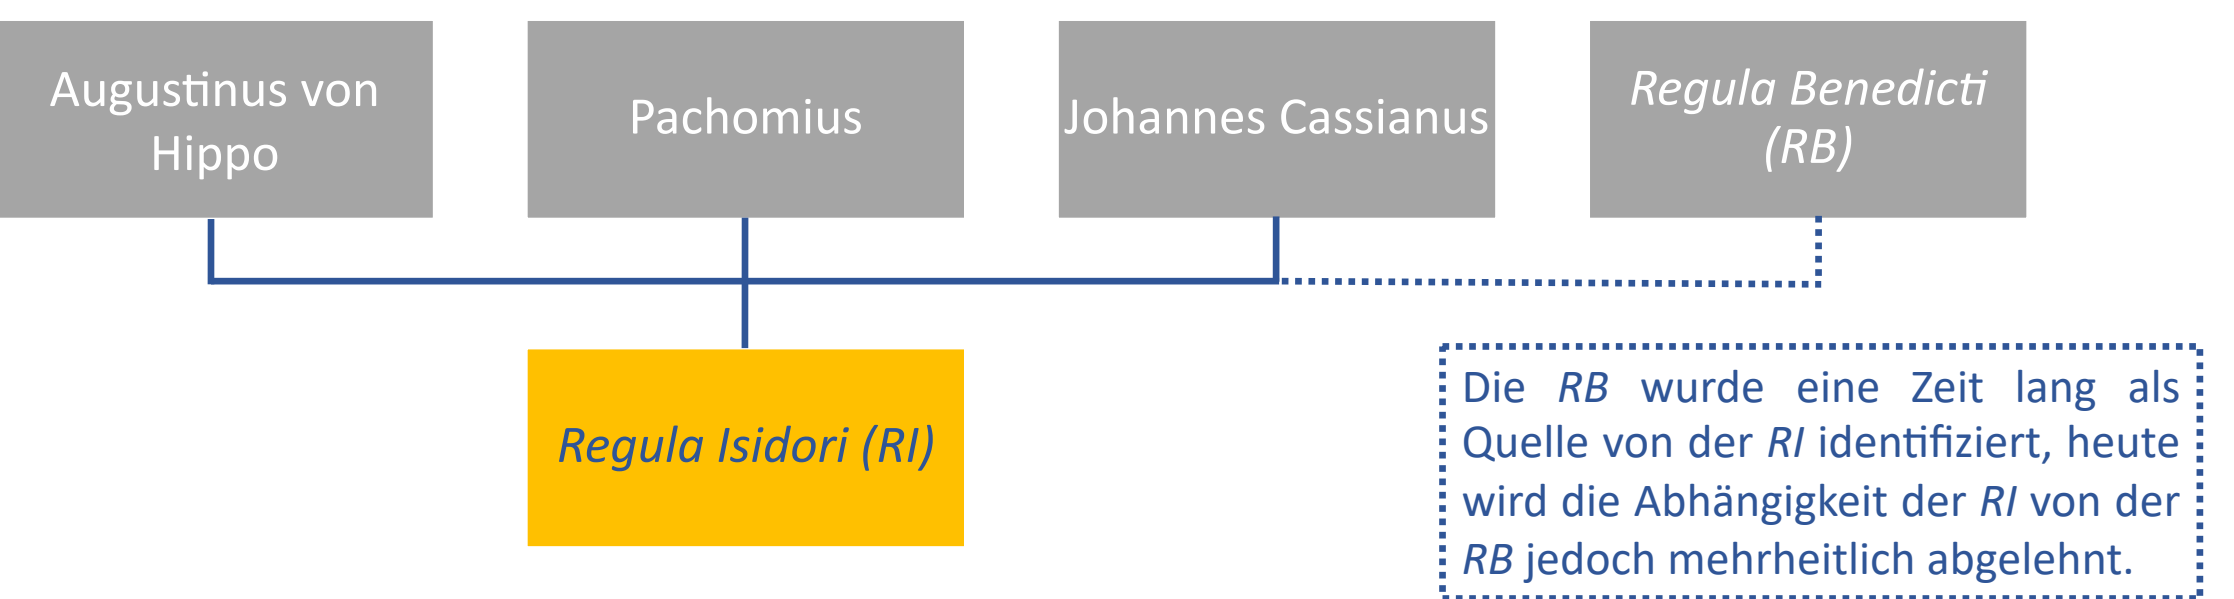 Augustinus von
Hippo
Pachomius
Johannes Cassianus
Regula Benedicti
(RB)
Regula Isidori (RI)
Die RB wurde eine Zeit lang als
Quelle von der RI identifiziert, heute
wird die Abhängigkeit der RI von der
RB jedoch mehrheitlich abgelehnt.